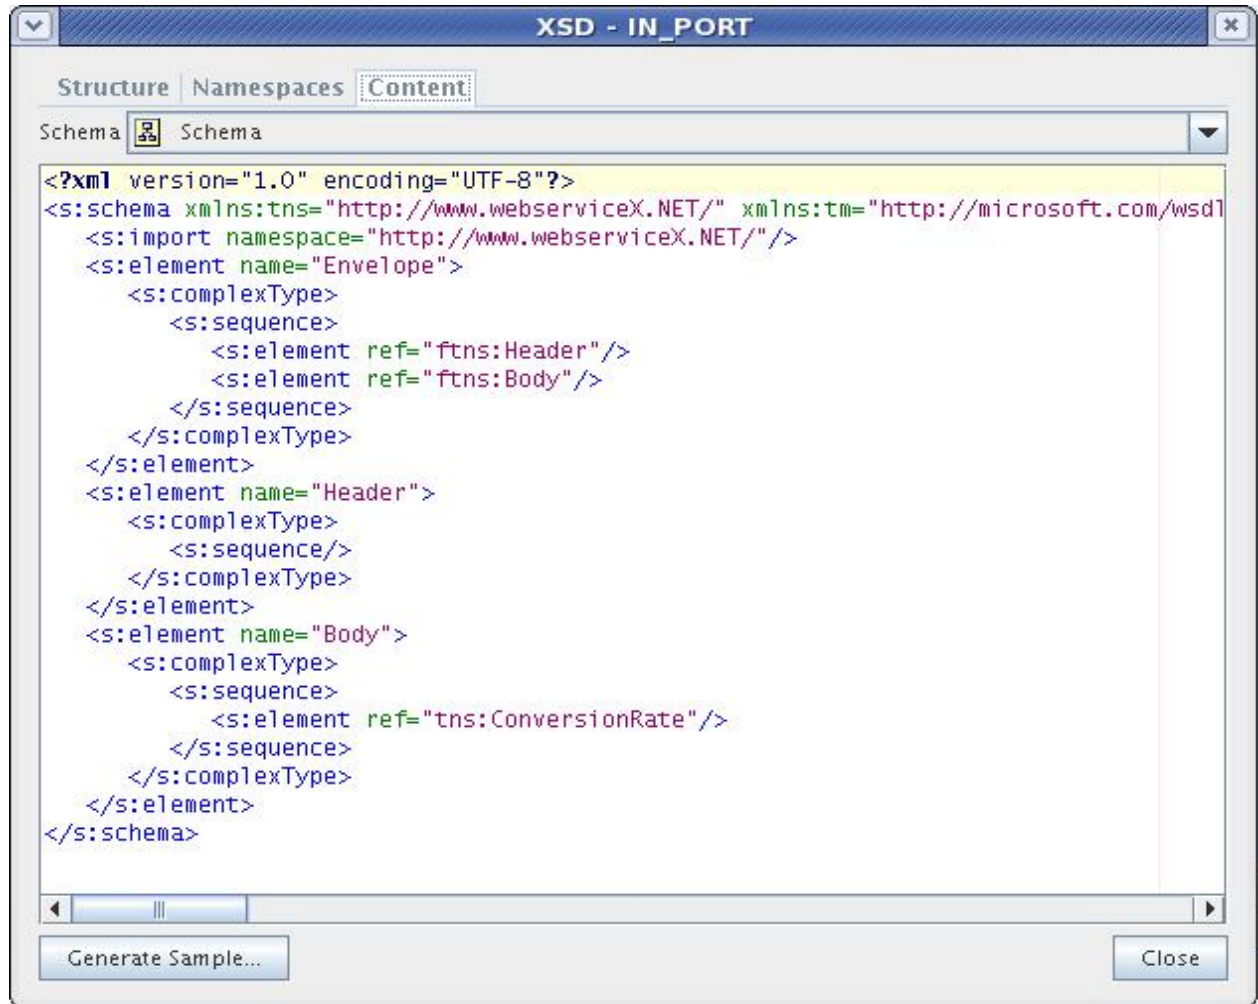 XSD - IN_PORT
Structure Namespaces Content
Schema Schema
<?xml version="1.0" encoding="UTF-8"?>
<s:schema xmlns:tns="http://www.webserviceX.NET/" xmlns:tm="http://microsoft.com/wsdl
   <s:import namespace="http://www.webserviceX.NET/"/>
   <s:element name="Envelope">
      <s:complexType>
         <s:sequence>
            <s:element ref="ftns:Header"/>
            <s:element ref="ftns:Body"/>
         </s:sequence>
      </s:complexType>
   </s:element>
   <s:element name="Header">
      <s:complexType>
         <s:sequence/>
      </s:complexType>
   </s:element>
   <s:element name="Body">
      <s:complexType>
         <s:sequence>
            <s:element ref="tns:ConversionRate"/>
         </s:sequence>
      </s:complexType>
   </s:element>
</s:schema>
Generate Sample... Close